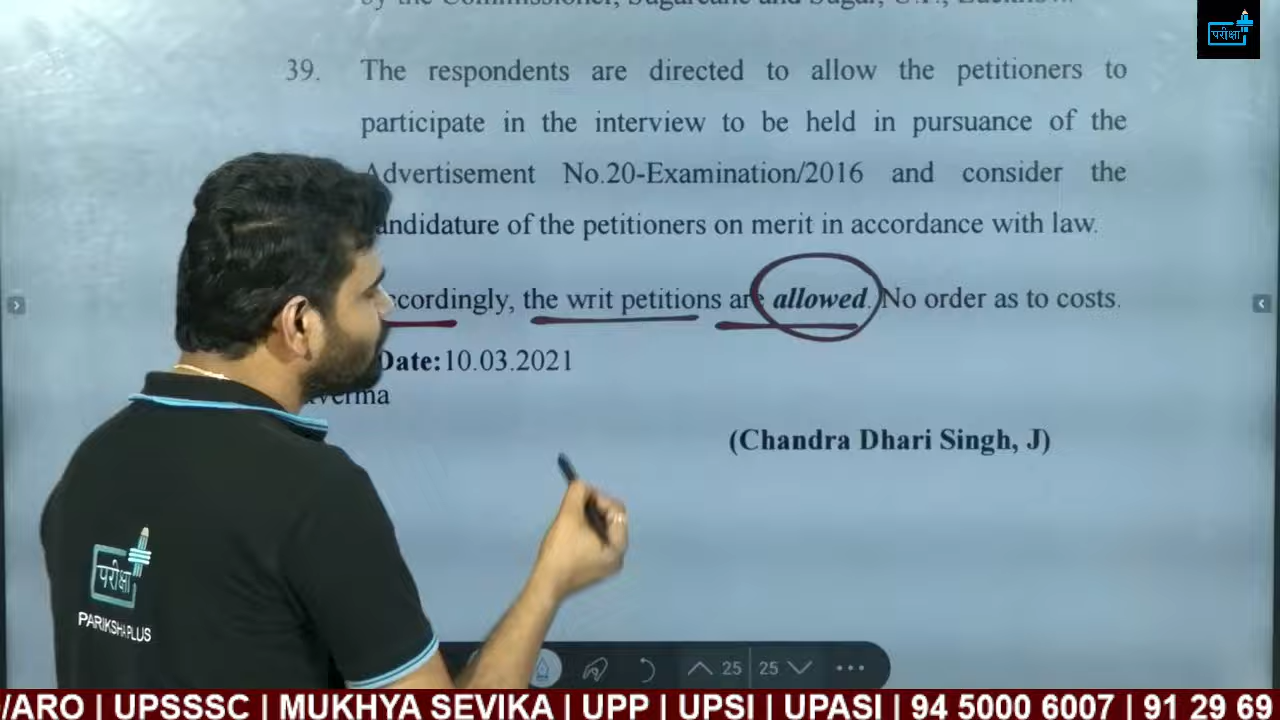 परीक्षा
39. The respondents are directed to allow the petitioners to
participate in the interview to be held in pursuance of the
Advertisement No.20-Examination/2016 and consider the
andidature of the petitioners on merit in accordance with law.
ccordingly, the writ petitions are allowed. No order as to costs.
Date:10.03.2021
verma
(Chandra Dhari Singh, J)
परीक्षा
PARIKSHA PLUS
25 25
/ARO | UPSSSC | MUKHYA SEVIKA | UPP | UPSI | UPASI | 94 5000 6007 | 91 29 69